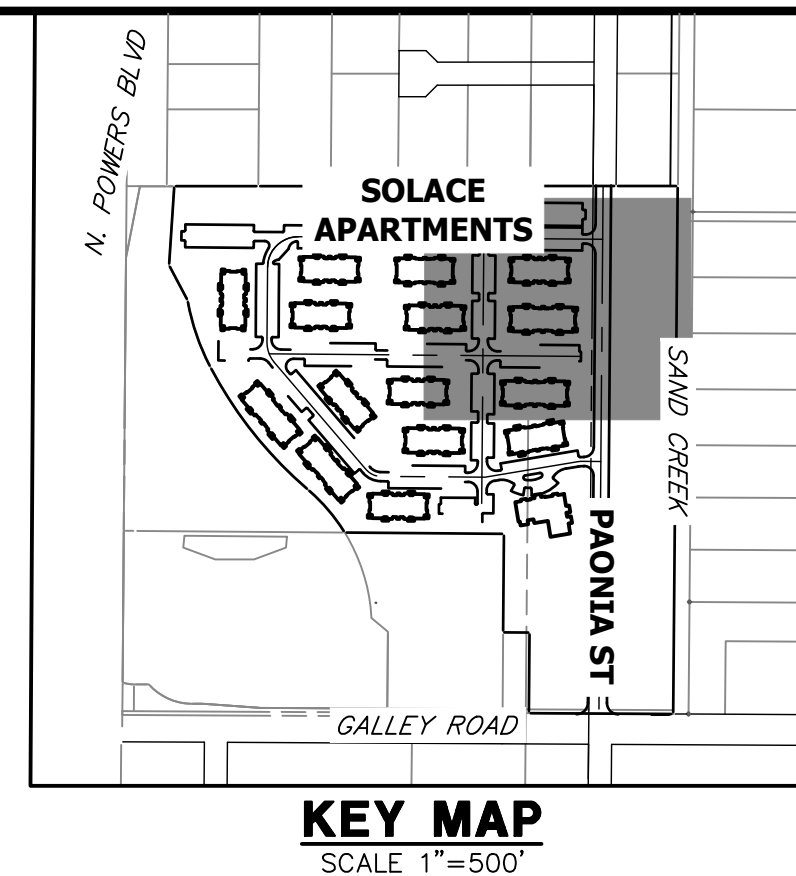 N. POWERS BLVD
SOLACE
APARTMENTS
SAND CREEK
PAONIA ST
GALLEY ROAD
KEY MAP
SCALE 1"=500'